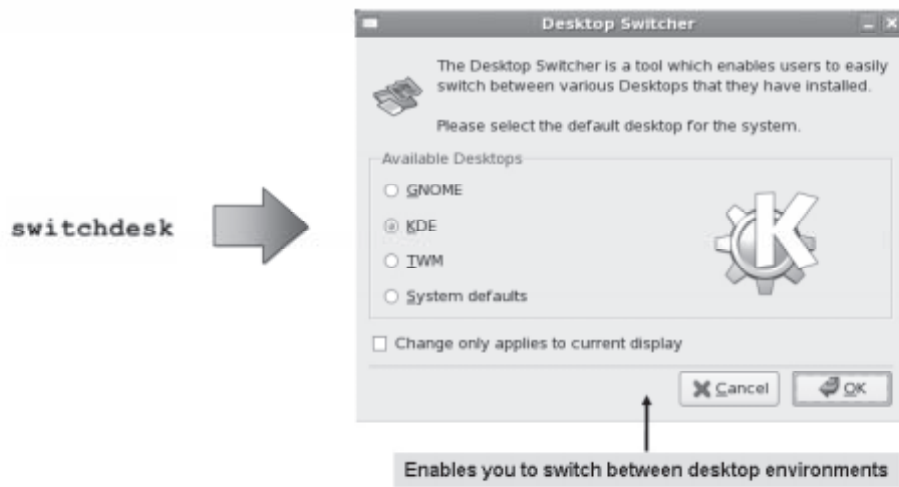 Desktop Switcher
The Desktop Switcher is a tool which enables users to easily
switch between various Desktops that they have installed.
Please select the default desktop for the system.
Available Desktops
GNOME
switchdesk
KDE
TWM
System defaults
Change only applies to current display
Cancel
OK
Enables you to switch between desktop environments